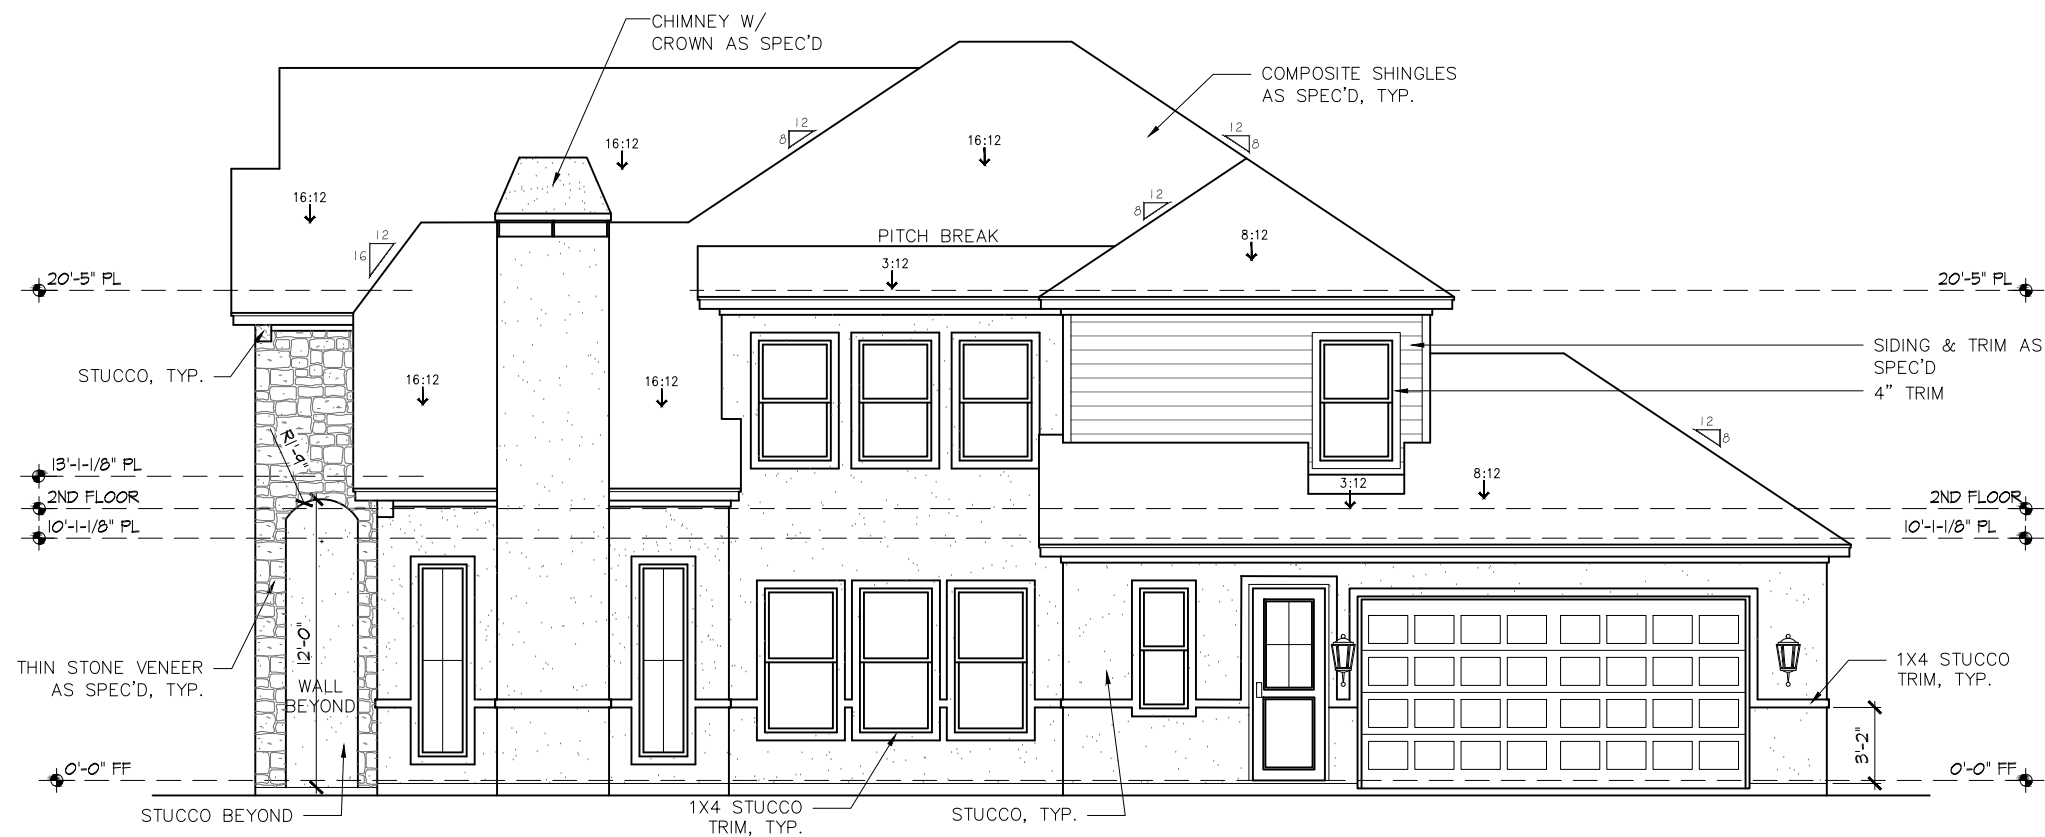 CHIMNEY W/
CROWN AS SPEC'D
COMPOSITE SHINGLES
AS SPEC'D, TYP.
12
8
12
8
16:12
16:12
16:12
12
8
12
16
PITCH BREAK
8:12
3:12
20'-5" PL
20'-5" PL
SIDING & TRIM AS
SPEC'D
4" TRIM
STUCCO, TYP.
16:12
16:12
12
8
R1'-9"
13'-1-1/8" PL
8:12
3:12
2ND FLOOR
2ND FLOOR
10'-1-1/8" PL
10'-1-1/8" PL
12'-0"
THIN STONE VENEER
AS SPEC'D, TYP.
WALL
BEYOND
1X4 STUCCO
TRIM, TYP.
3'-2"
0'-0" FF
0'-0" FF
STUCCO BEYOND
1X4 STUCCO
TRIM, TYP.
STUCCO, TYP.